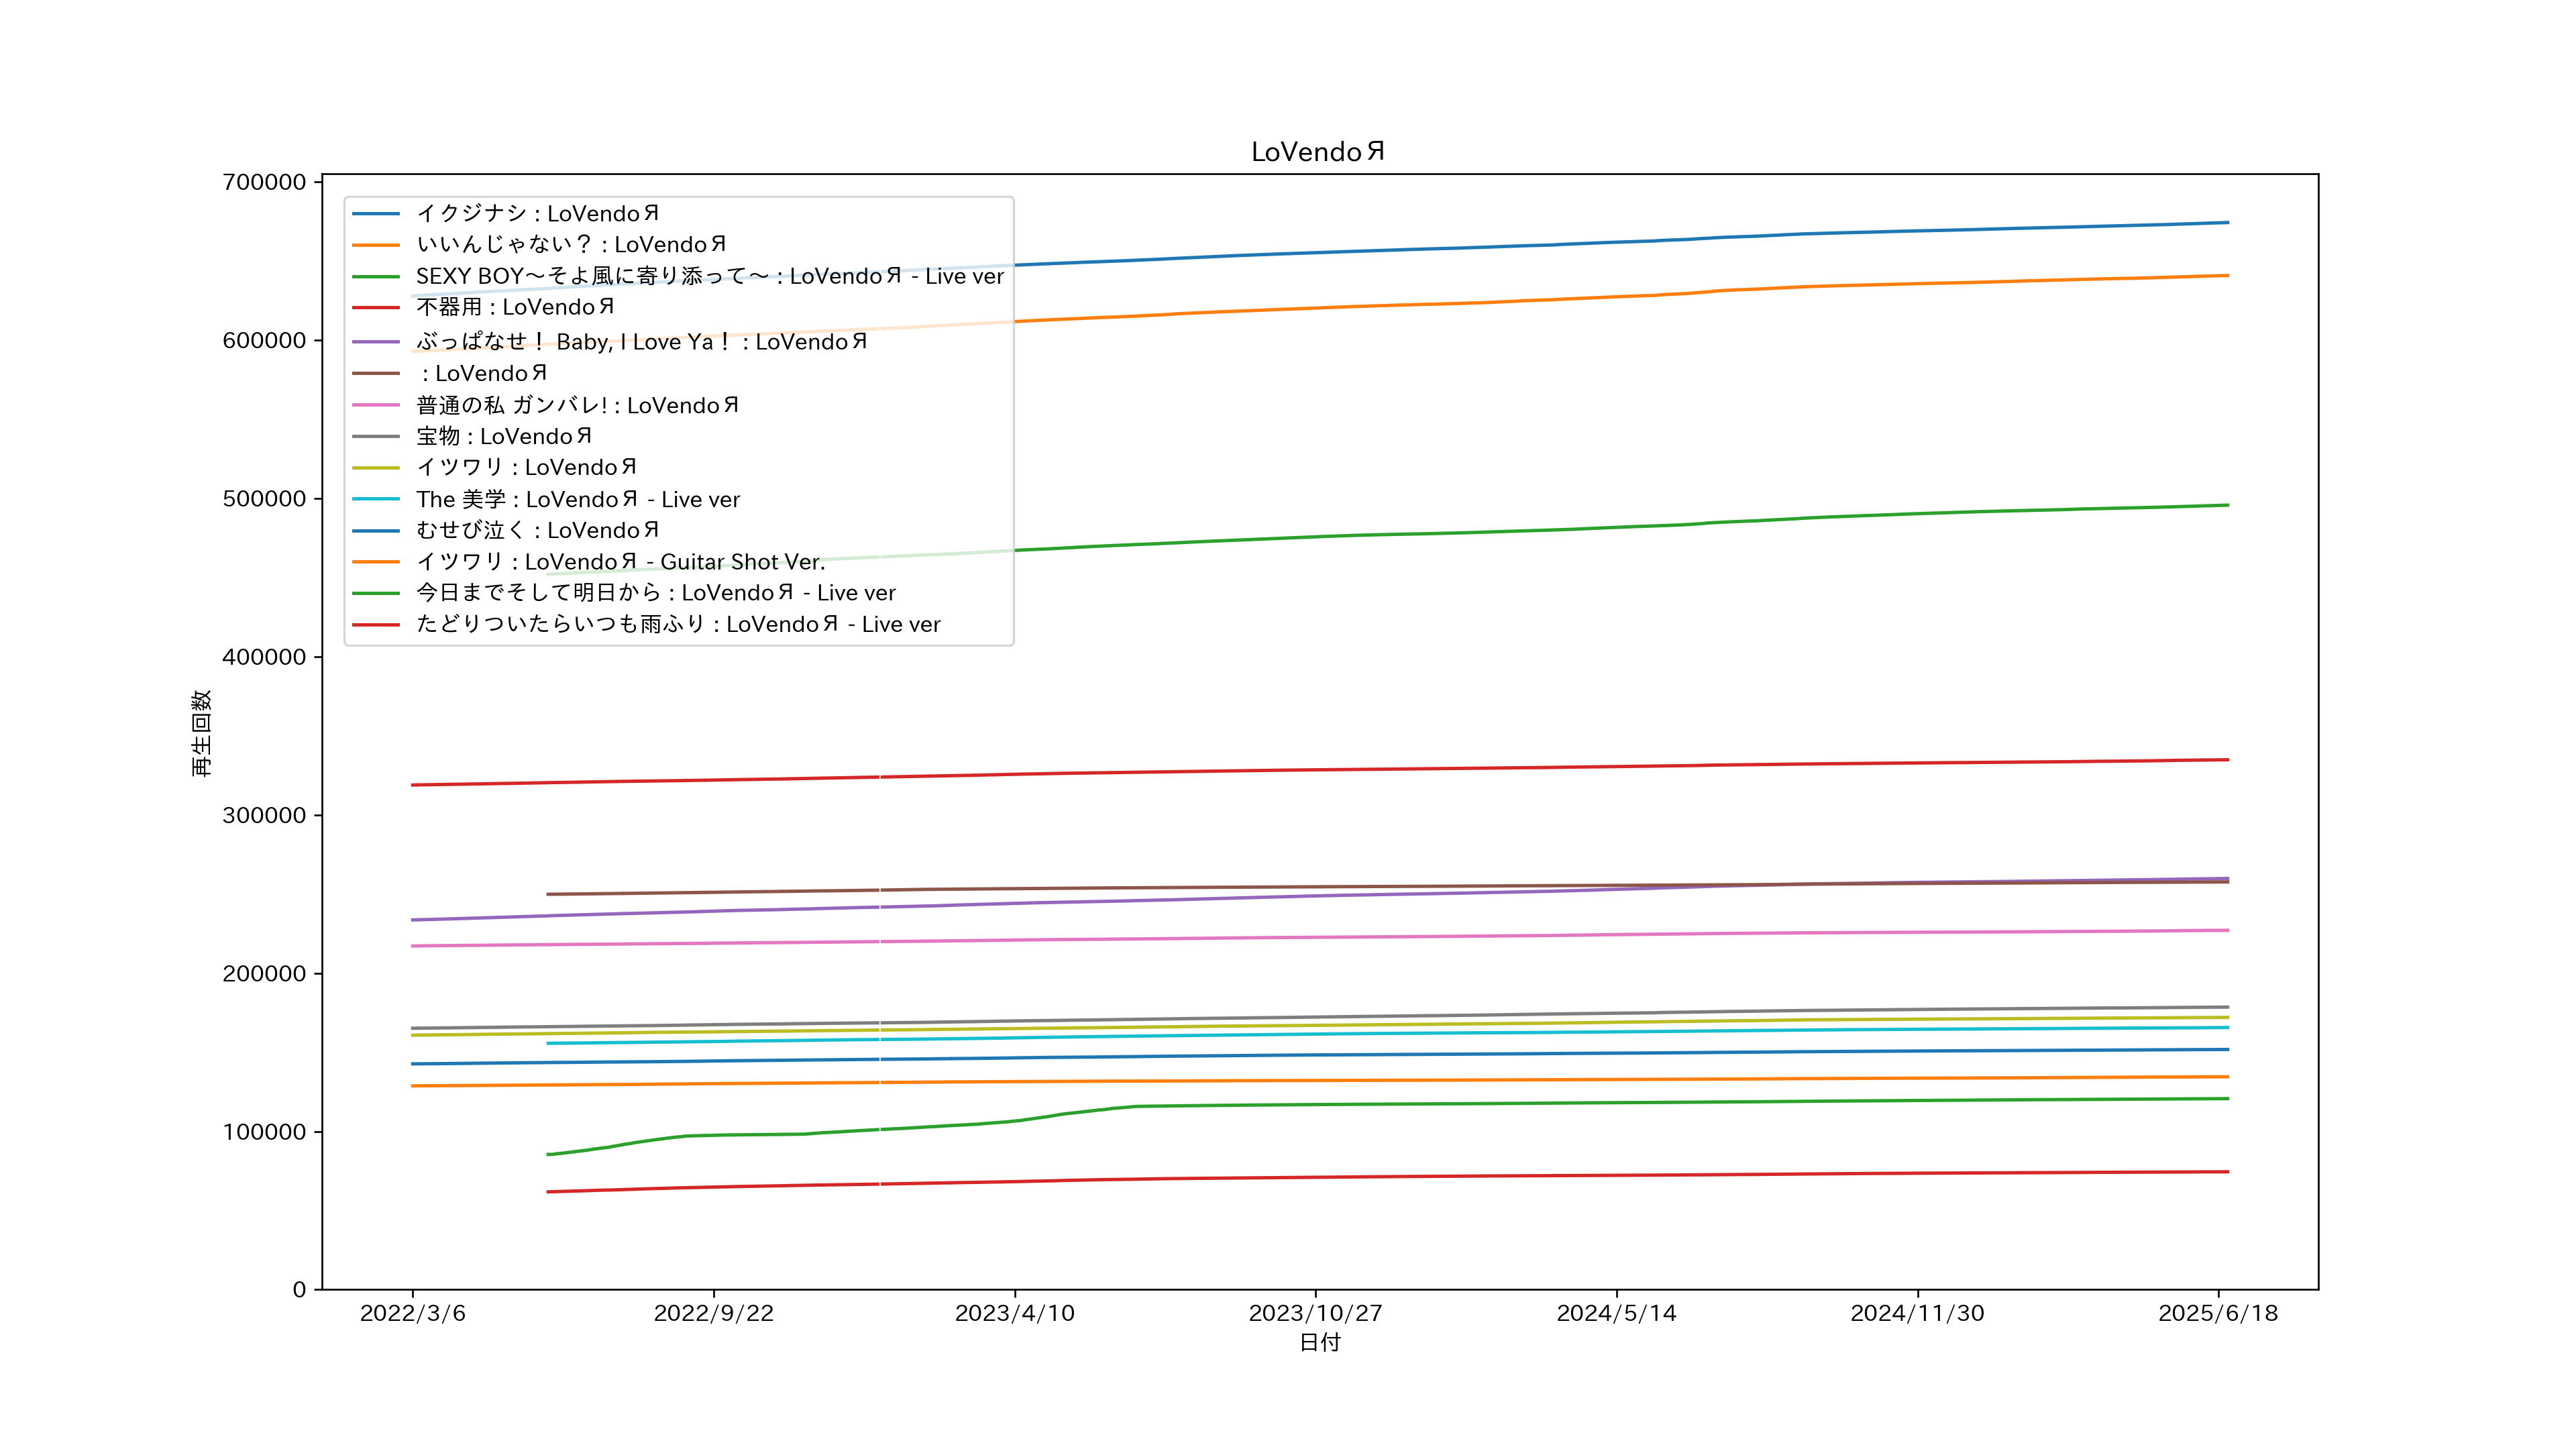 LoVendoЯ
700000
600000
500000
400000
300000
200000
100000
0
再生回数
イクジナシ : LoVendoЯ
いいんじゃない？ : LoVendoЯ
SEXY BOY～そよ風に寄り添って～ : LoVendoЯ - Live ver
不器用 : LoVendoЯ
ぶっぱなせ！ Baby, I Love Ya！ : LoVendoЯ
: LoVendoЯ
普通の私 ガンバレ! : LoVendoЯ
宝物 : LoVendoЯ
イツワリ : LoVendoЯ
The 美学 : LoVendoЯ - Live ver
むせび泣く : LoVendoЯ
イツワリ : LoVendoЯ - Guitar Shot Ver.
今日までそして明日から : LoVendoЯ - Live ver
たどりついたらいつも雨ふり : LoVendoЯ - Live ver
2022/3/6
2022/9/22
2023/4/10
2023/10/27
2024/5/14
2024/11/30
2025/6/18
日付